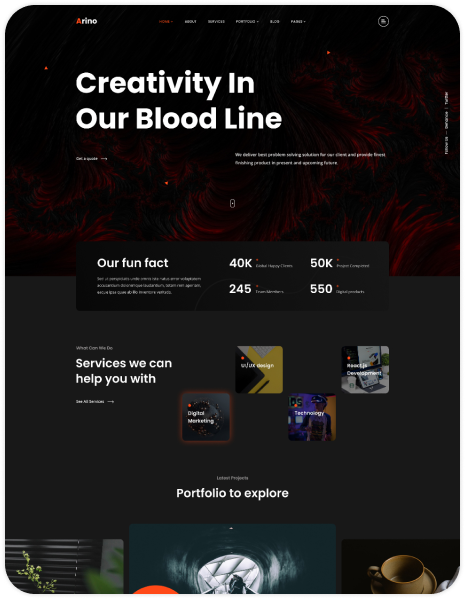 Arino
HOME ABOUT SERVICES PORTFOLIO BLOG PAGES
Creativity In
Our Blood Line
Get a quote
We deliver best problem solving solution for our client and provide finest
finishing product in present and upcoming future.
Follow Us Behance Twitter
Our fun fact
Sed ut perspiciatis unde omnis iste natus error voluptatem
accusantium doloremque laudantium, totam rem aperiam,
eaque ipsa quae ab illo inventore veritatis.
40K Global Happy Clients
50K Project Completed
245 Team Members
550 Digital products
What Can We Do
Services we can
help you with
See All Services
UI/UX design
React.js
Development
Digital
Marketing
Technology
Latest Projects
Portfolio to explore